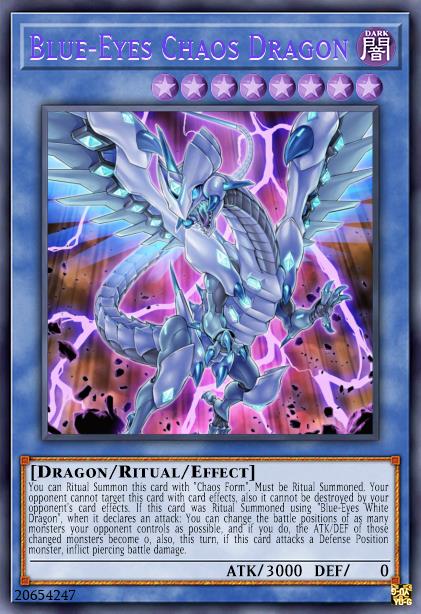 BLUE-EYES CHAOS DRAGON
DARK
闇
[DRAGON/RITUAL/EFFECT]
You can Ritual Summon this card with "Chaos Form". Must be Ritual Summoned. Your
opponent cannot target this card with card effects, also it cannot be destroyed by your
opponent's card effects. If this card was Ritual Summoned using "Blue-Eyes White
Dragon", when it declares an attack: You can change the battle positions of as many
monsters your opponent controls as possible, and if you do, the ATK/DEF of those
changed monsters become 0, also, this turn, if this card attacks a Defense Position
monster, inflict piercing battle damage.
ATK/3000 DEF/ 0
20654247